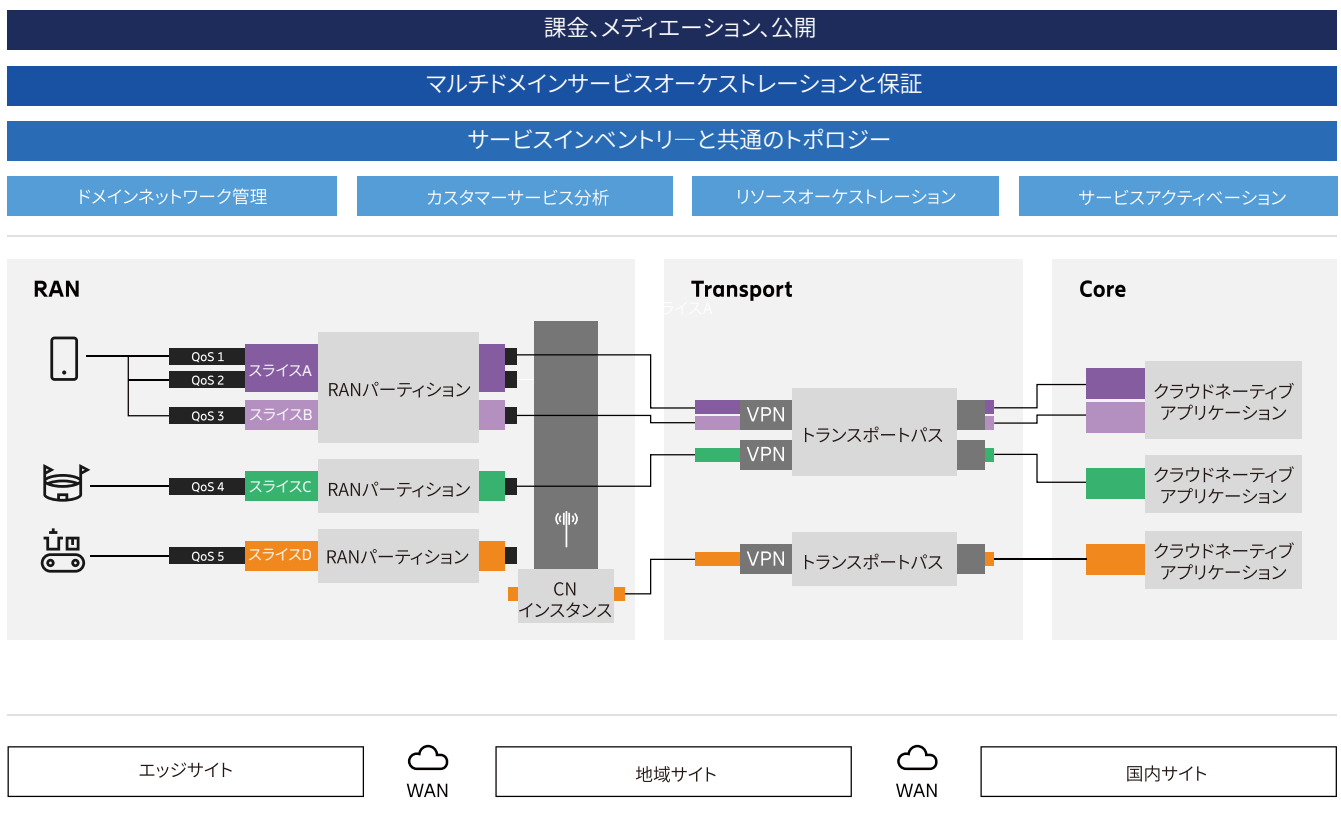 課金、メディエーション、公開
マルチドメインサービスオーケストレーションと保証
サービスインベントリ―と共通のトポロジー
ドメインネットワーク管理
カスタマーサービス分析
リソースオーケストレーション
サービスアクティベーション
RAN
QoS 1
QoS 2
QoS 3
スライスA
スライスB
RANパーティション
QoS 4
スライスC
RANパーティション
QoS 5
スライスD
RANパーティション
CN
インスタンス
Transport
ライスA
VPN
VPN
トランスポートパス
VPN
トランスポートパス
Core
クラウドネーティブ
アプリケーション
クラウドネーティブ
アプリケーション
クラウドネーティブ
アプリケーション
エッジサイト
WAN
地域サイト
WAN
国内サイト